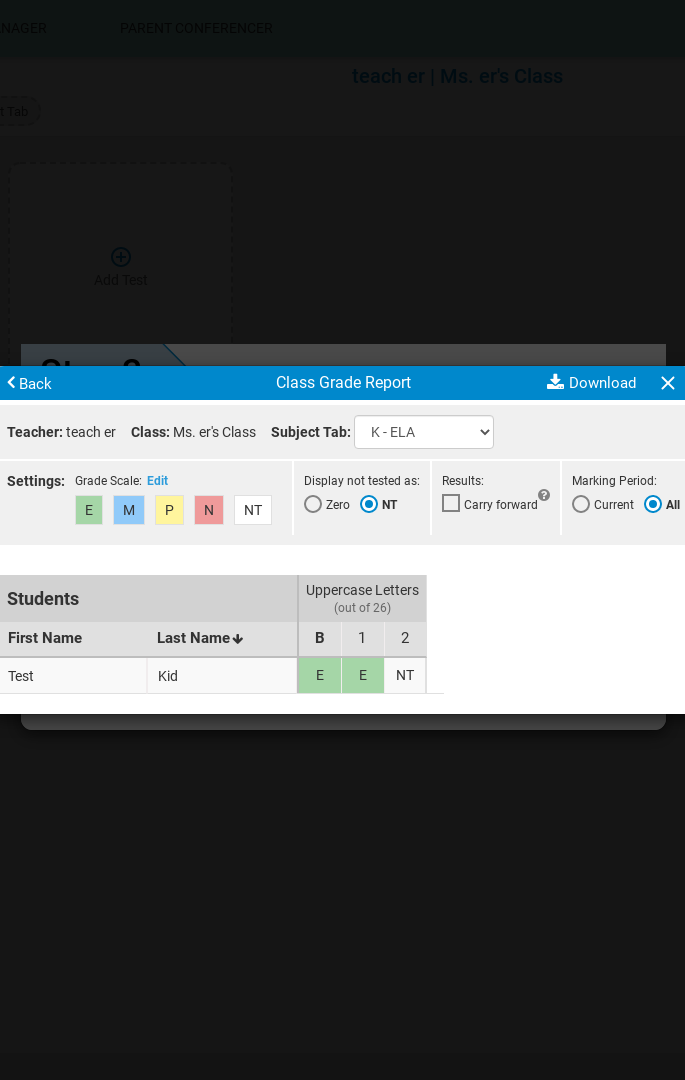 NAGER PARENT CONFERENCER
teach er | Ms. er's Class
t Tab
Add Test
Back Class Grade Report Download
Teacher: teach er Class: Ms. er's Class Subject Tab: K - ELA
Settings: Grade Scale: Edit Display not tested as: Results: Marking Period:
E M P N NT Zero NT Carry forward ? Current All
Students Uppercase Letters
(out of 26)
First Name Last Name B 1 2
Test Kid E E NT